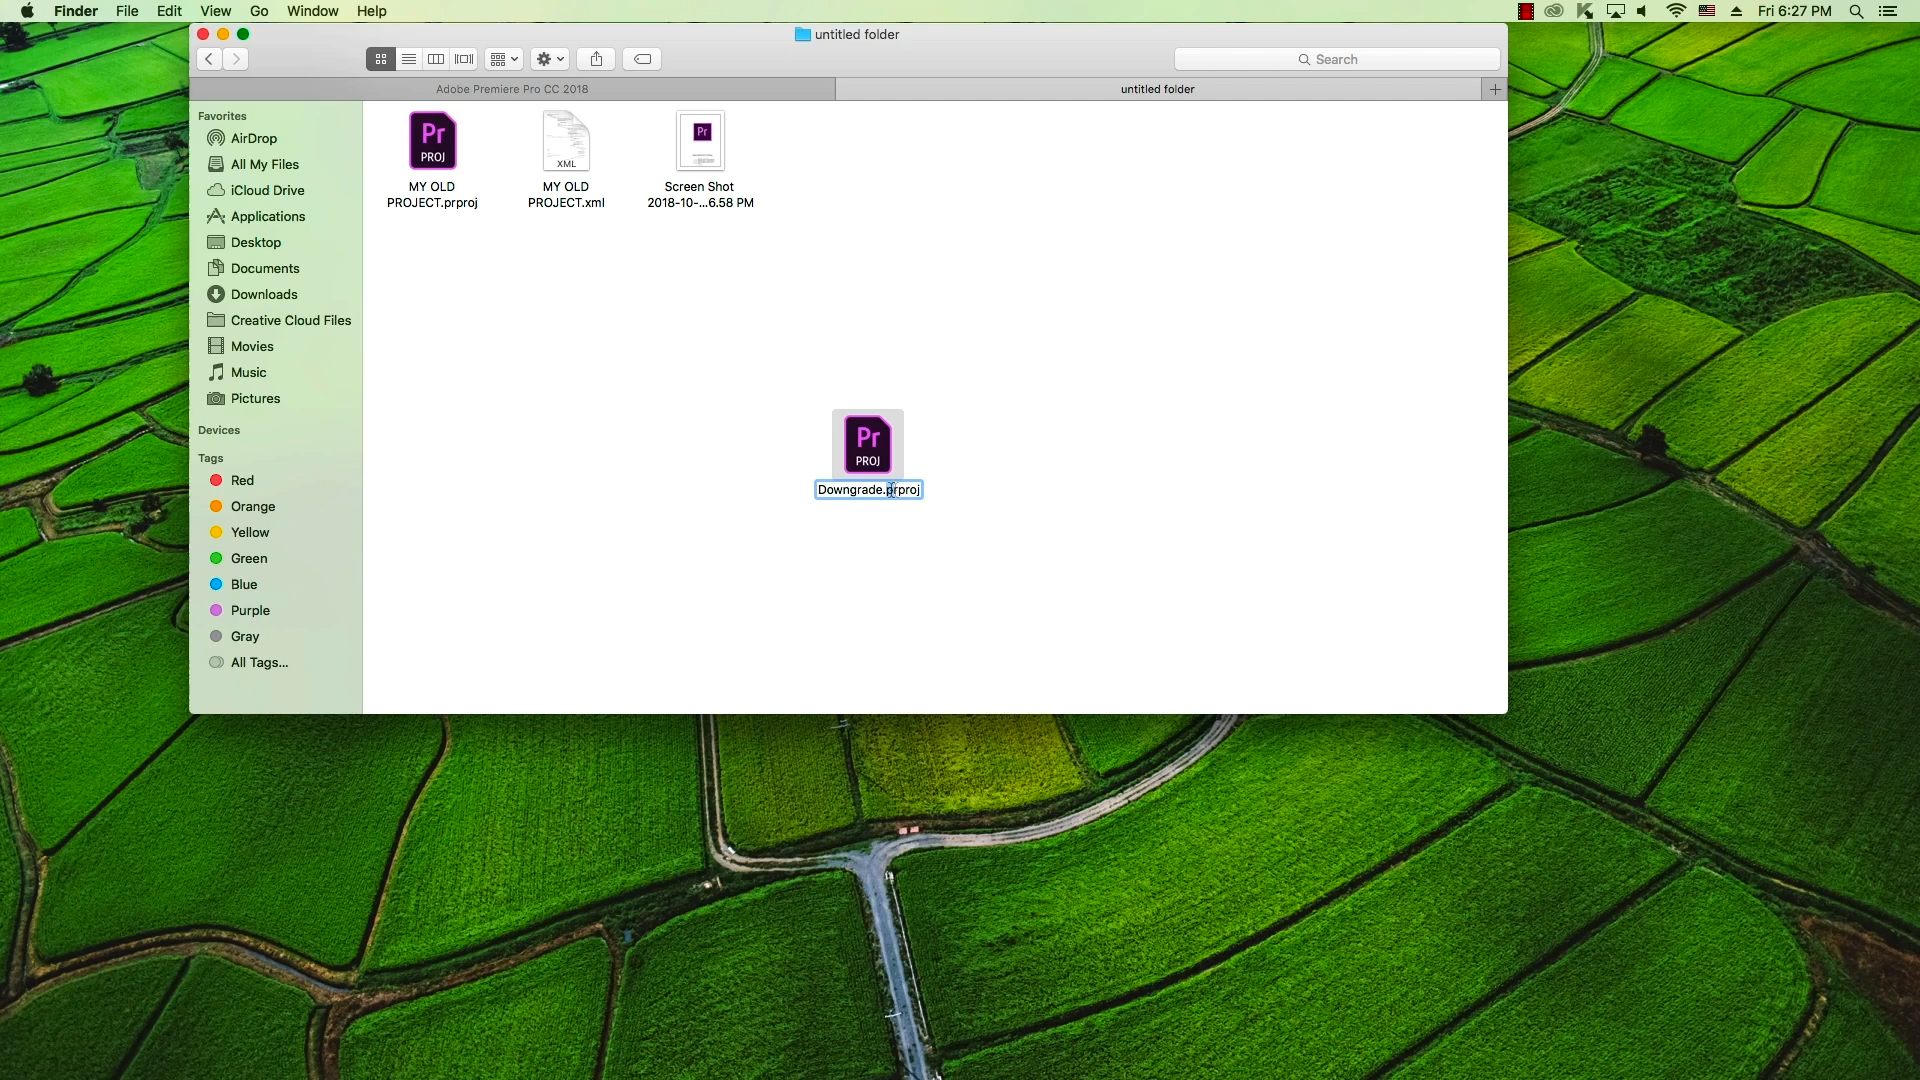 Finder File Edit View Go Window Help
Fri 6:27 PM
untitled folder
Search
Adobe Premiere Pro CC 2018
untitled folder
Favorites
AirDrop
All My Files
iCloud Drive
Applications
Desktop
Documents
Downloads
Creative Cloud Files
Movies
Music
Pictures
Devices
Tags
Red
Orange
Yellow
Green
Blue
Purple
Gray
All Tags...
Pr
PROJ
MY OLD
PROJECT.prproj
XML
MY OLD
PROJECT.xml
Pr
Screen Shot
2018-10-...6.58 PM
Pr
PROJ
Downgrade.prproj